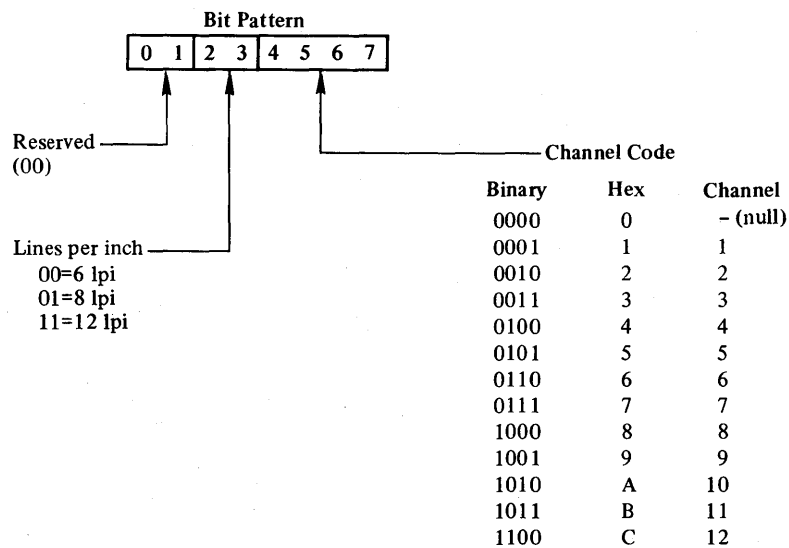 Bit Pattern
0 1 2 3 4 5 6 7
Reserved
(00)
Lines per inch
00=6 lpi
01=8 lpi
11=12 lpi
Channel Code
Binary Hex Channel
0000 0 – (null)
0001 1 1
0010 2 2
0011 3 3
0100 4 4
0101 5 5
0110 6 6
0111 7 7
1000 8 8
1001 9 9
1010 A 10
1011 B 11
1100 C 12